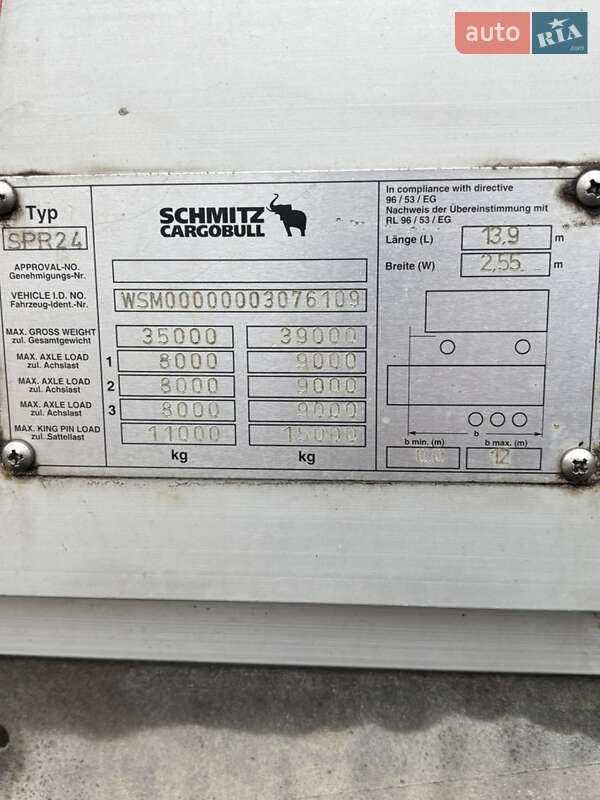 auto RIA .com
Typ
SPR24
SCHMITZ
CARGOBULL
In compliance with directive
96 / 53 / EG
Nachweis der Übereinstimmung mit
RL 96 / 53 / EG
Länge (L) 13,9 m
Breite (W) 2,55 m
APPROVAL-NO.
Genehmigungs-Nr.
VEHICLE I.D. NO. WSM00000003076109
Fahrzeug-Ident.-Nr.
MAX. GROSS WEIGHT 35000 39000
zul. Gesamtgewicht
MAX. AXLE LOAD 1 8000 9000
zul. Achslast
MAX. AXLE LOAD 2 8000 9000
zul. Achslast
MAX. AXLE LOAD 3 8000 9000
zul. Achslast
MAX. KING PIN LOAD 11000 15000
zul. Sattellast
kg kg
b
b min. (m) b max. (m)
0,0 12